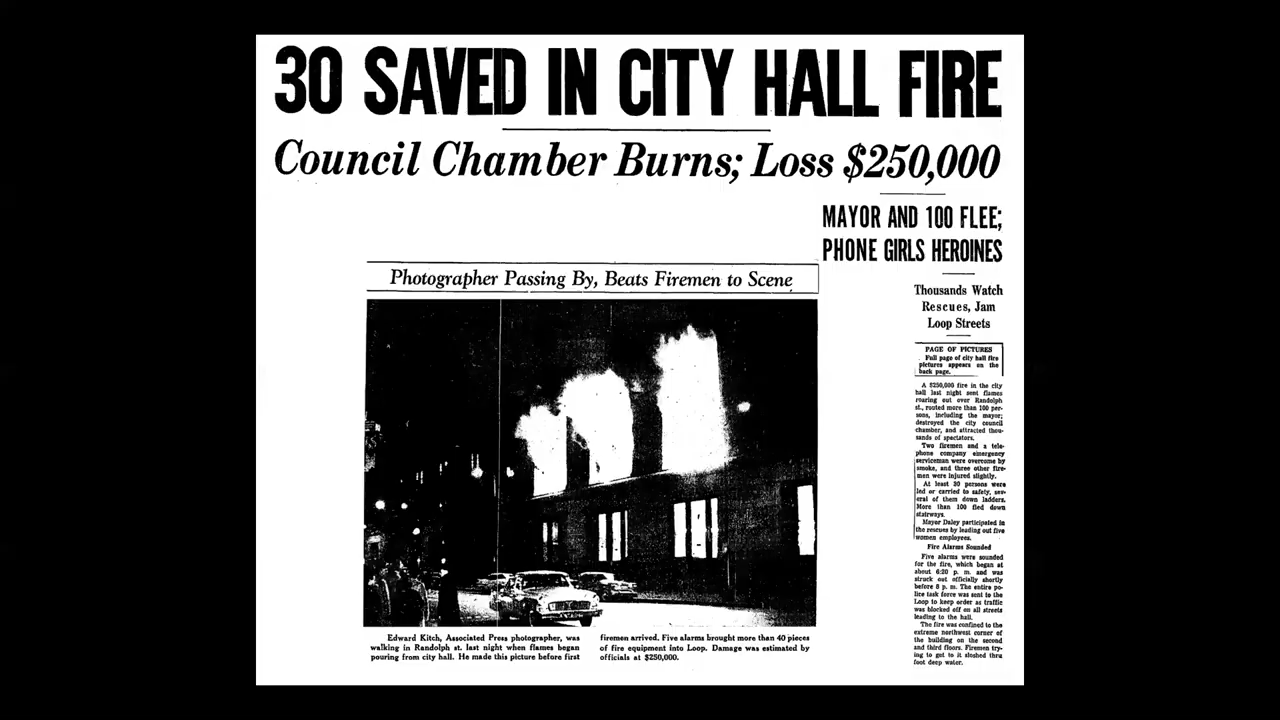 30 SAVED IN CITY HALL FIRE
Council Chamber Burns; Loss $250,000
MAYOR AND 100 FLEE;
PHONE GIRLS HEROINES
Photographer Passing By, Beats Firemen to Scene
Edward Kitch, Associated Press photographer, was
walking in Randolph st. last night when flames began
pouring from city hall. He made this picture before first
firemen arrived. Five alarms brought more than 40 pieces
of fire equipment into Loop. Damage was estimated by
officials at $250,000.
Thousands Watch
Rescues, Jam
Loop Streets
PAGE OF PICTURES
Full page of city hall fire
pictures appears on the
back page.
A $250,000 fire in the city
hall last night sent flames
roaring out over Randolph
st., routed more than 100 per-
sons, including the mayor;
destroyed the city council
chamber, and attracted thou-
sands of spectators.
Two firemen and a tele-
phone company emergency
serviceman were overcome by
smoke, and three other fire-
men were injured slightly.
At least 30 persons were
led or carried to safety, sev-
eral of them down ladders.
More than 100 fled down
stairways.
Mayor Daley participated in
the rescues by leading out five
women employees.
Fire Alarms Sounded
Five alarms were sounded
for the fire, which began at
about 6:20 p. m. and was
struck out officially shortly
before 8 p. m. The entire po-
lice task force was sent to the
Loop to keep order as traffic
was blocked off on all streets
leading to the hall.
The fire was confined to the
extreme northwest corner of
the building on the second
and third floors. Firemen try-
ing to get to it sloshed thru
foot deep water.